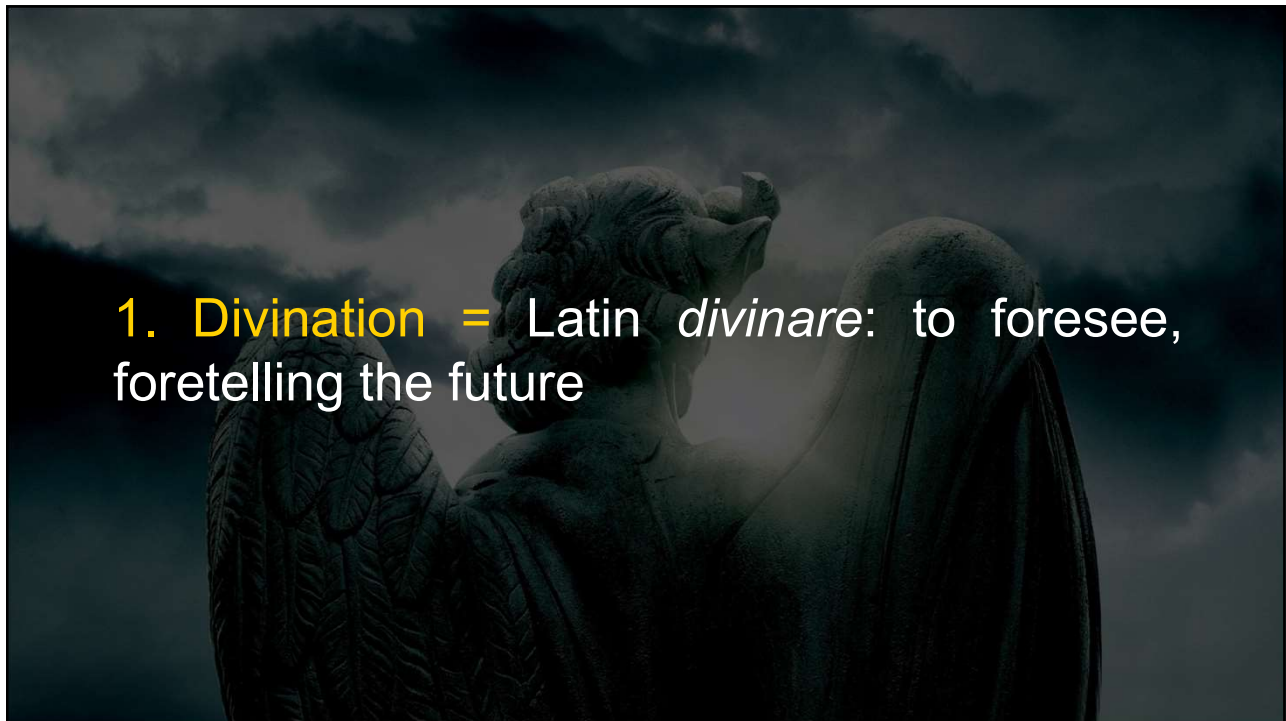 1. Divination = Latin divinare: to foresee,
foretelling the future